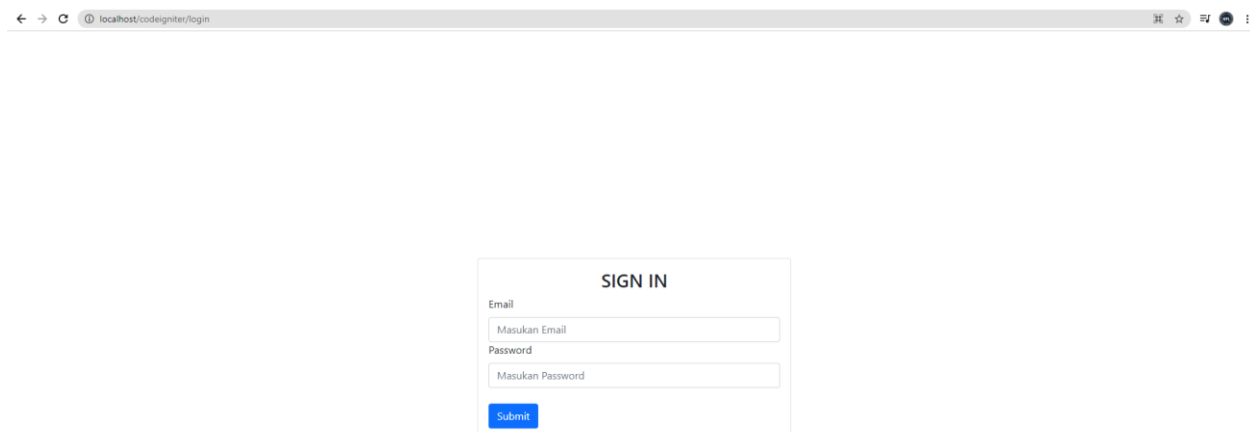 localhost/codeigniter/login
SIGN IN
Email
Masukan Email
Password
Masukan Password
Submit